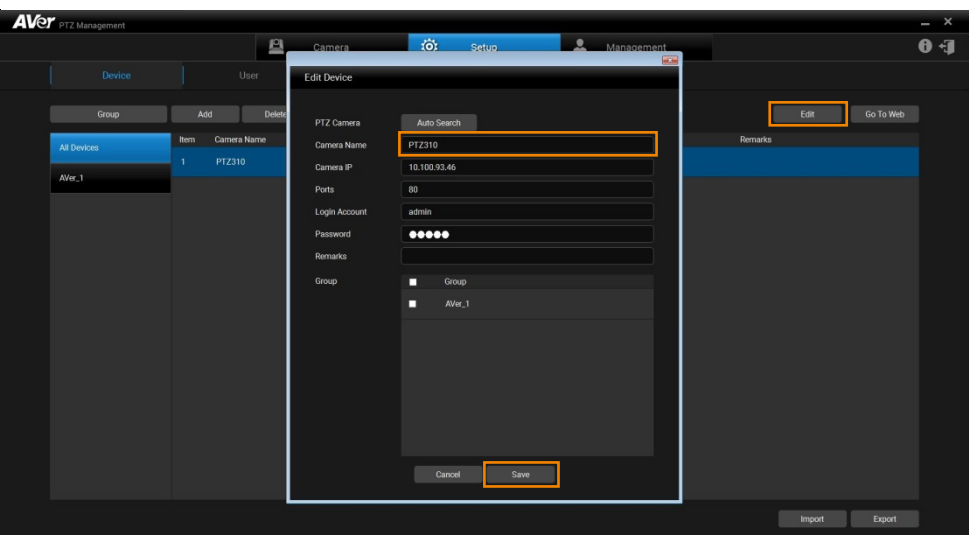 AVer PTZ Management
Camera Setup Management
Device User
Edit Device
Group Add Delete Edit Go To Web
PTZ Camera Auto Search
Item Camera Name Remarks
Camera Name PTZ310
All Devices
1 PTZ310
Camera IP 10.100.93.46
AVer_1
Ports 80
Login Account admin
Password
Remarks
Group Group
AVer_1
Cancel Save
Import Export